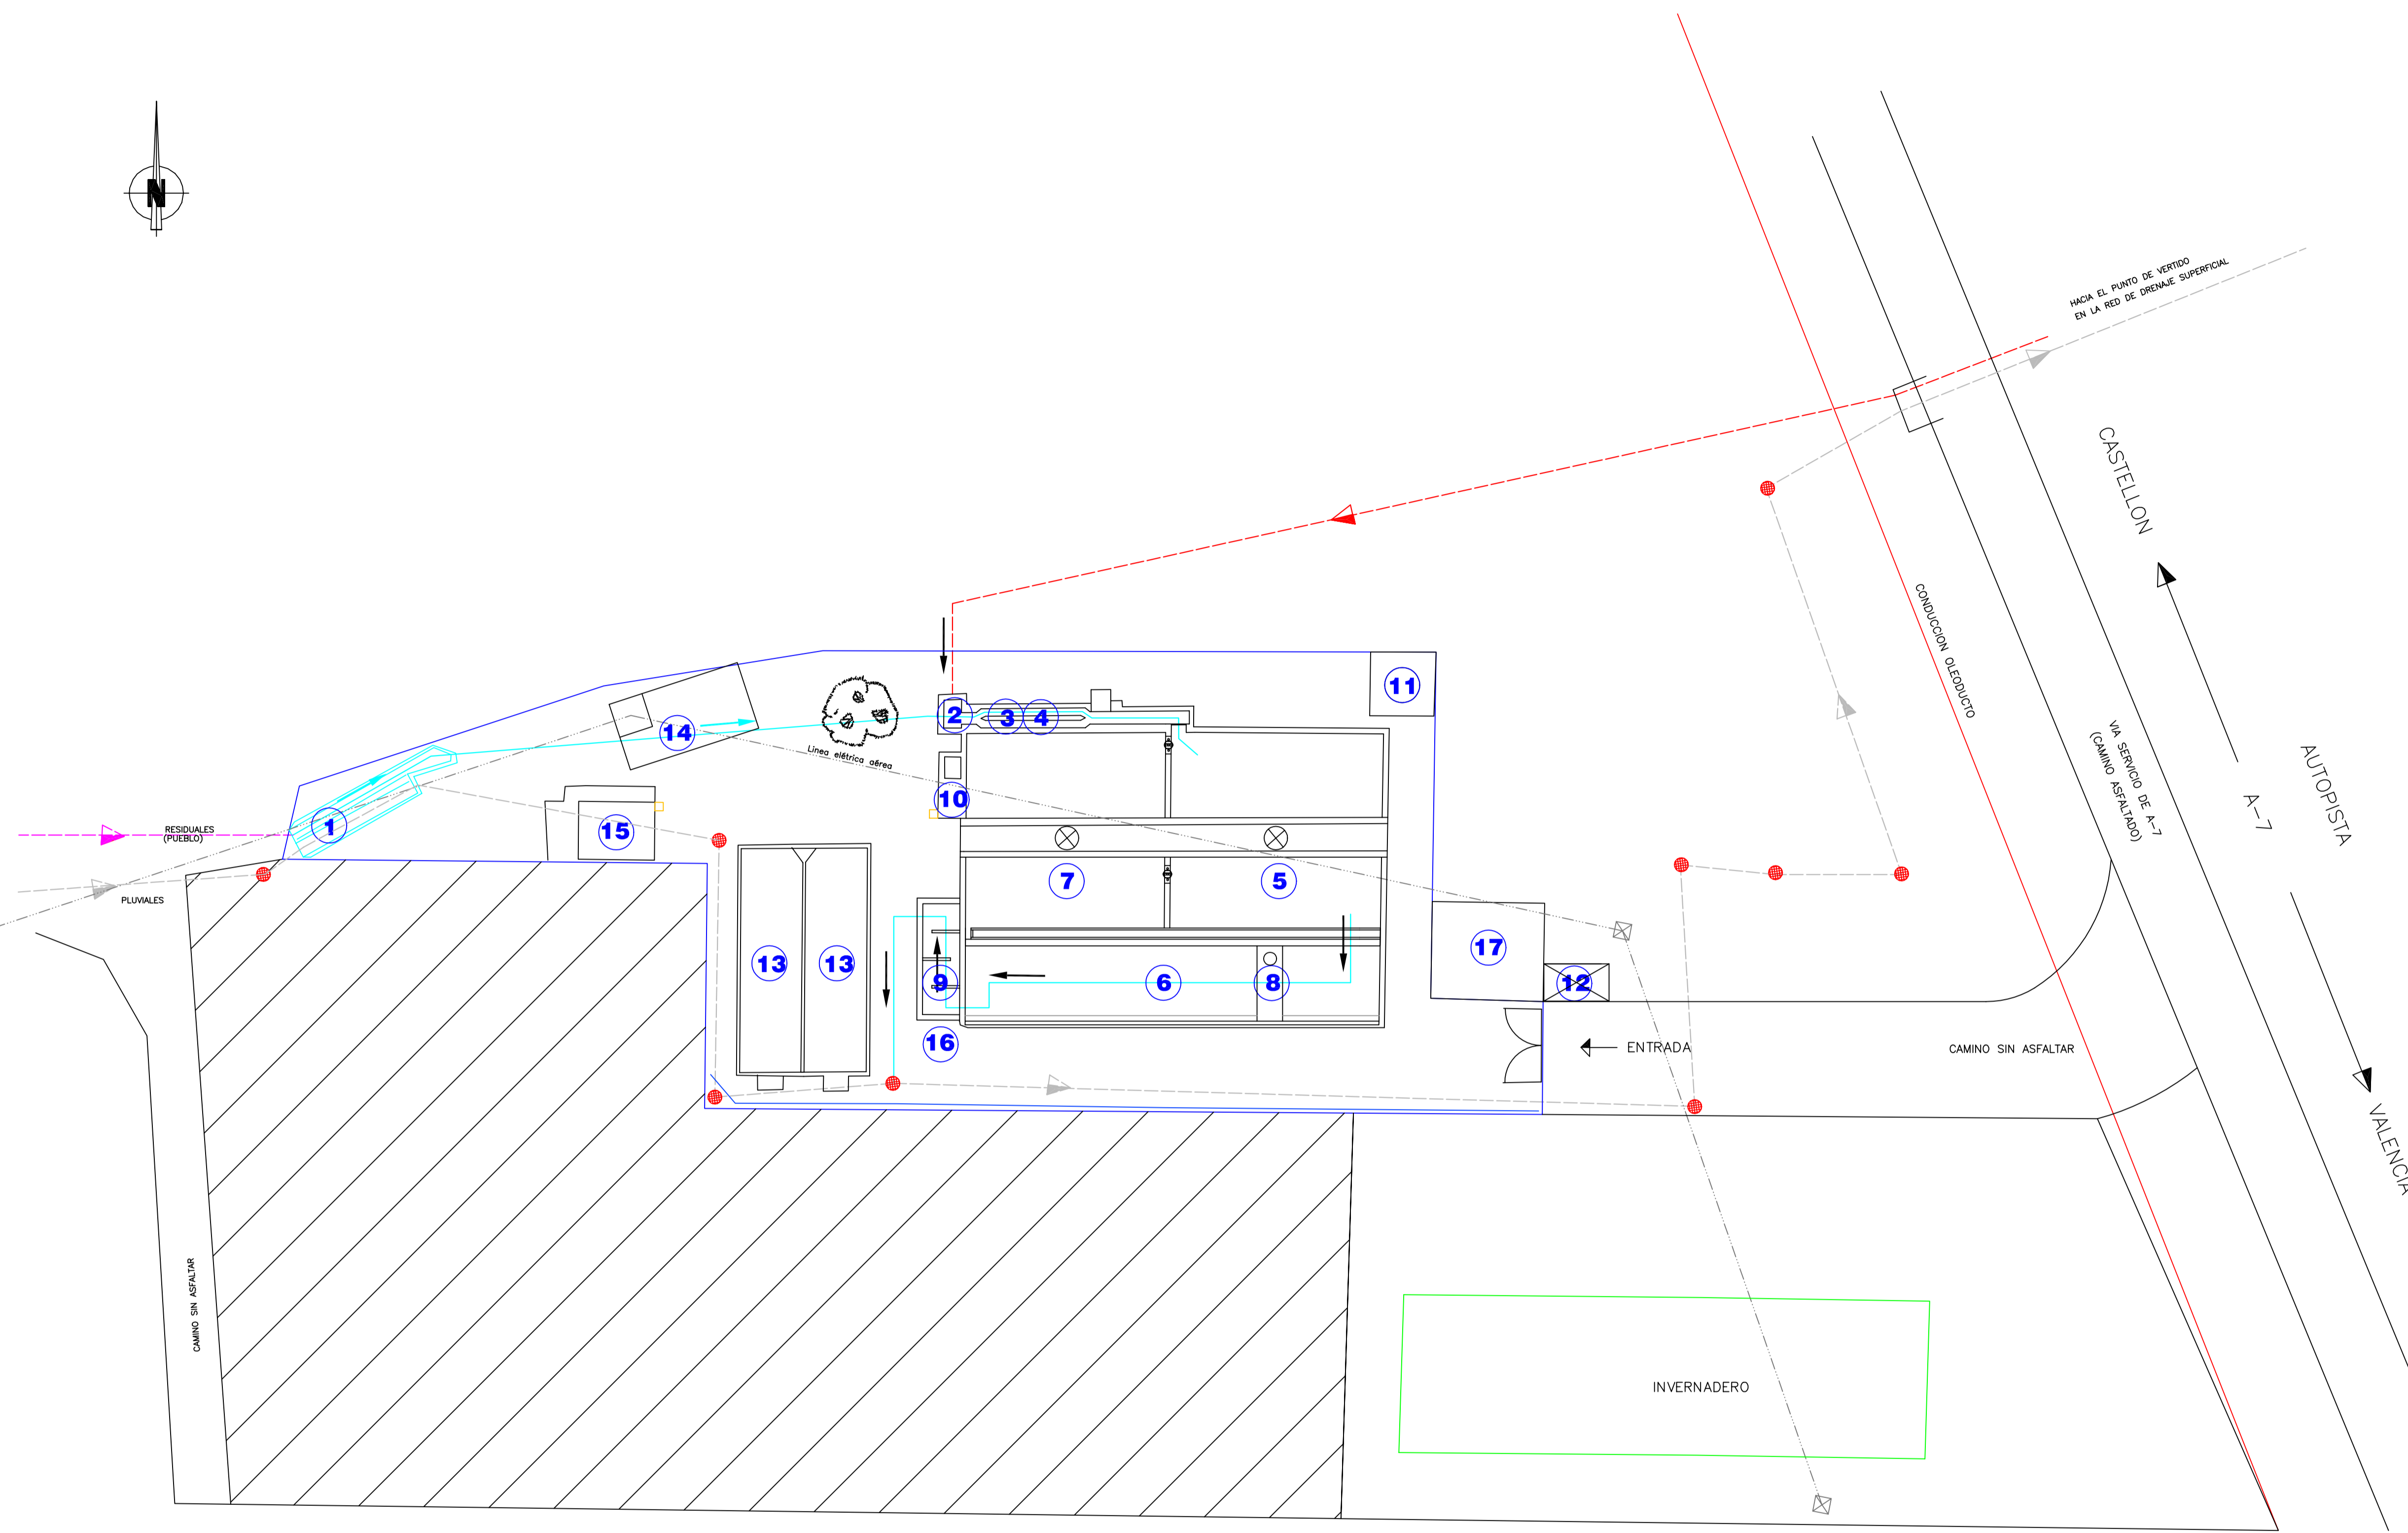 N
HACIA EL PUNTO DE VERTIDO
EN LA RED DE DRENAJE SUPERFICIAL
CASTELLON
CONDUCCION OLEODUCTO
VIA SERVICIO DE A-7
(CAMINO ASFALTADO)
A-7
AUTOPISTA
VALENCIA
11
2
3
4
14
Linea elétrica aérea
10
1
RESIDUALES
(PUEBLO)
15
PLUVIALES
7
5
13
13
9
6
8
17
12
16
ENTRADA
CAMINO SIN ASFALTAR
CAMINO SIN ASFALTAR
INVERNADERO